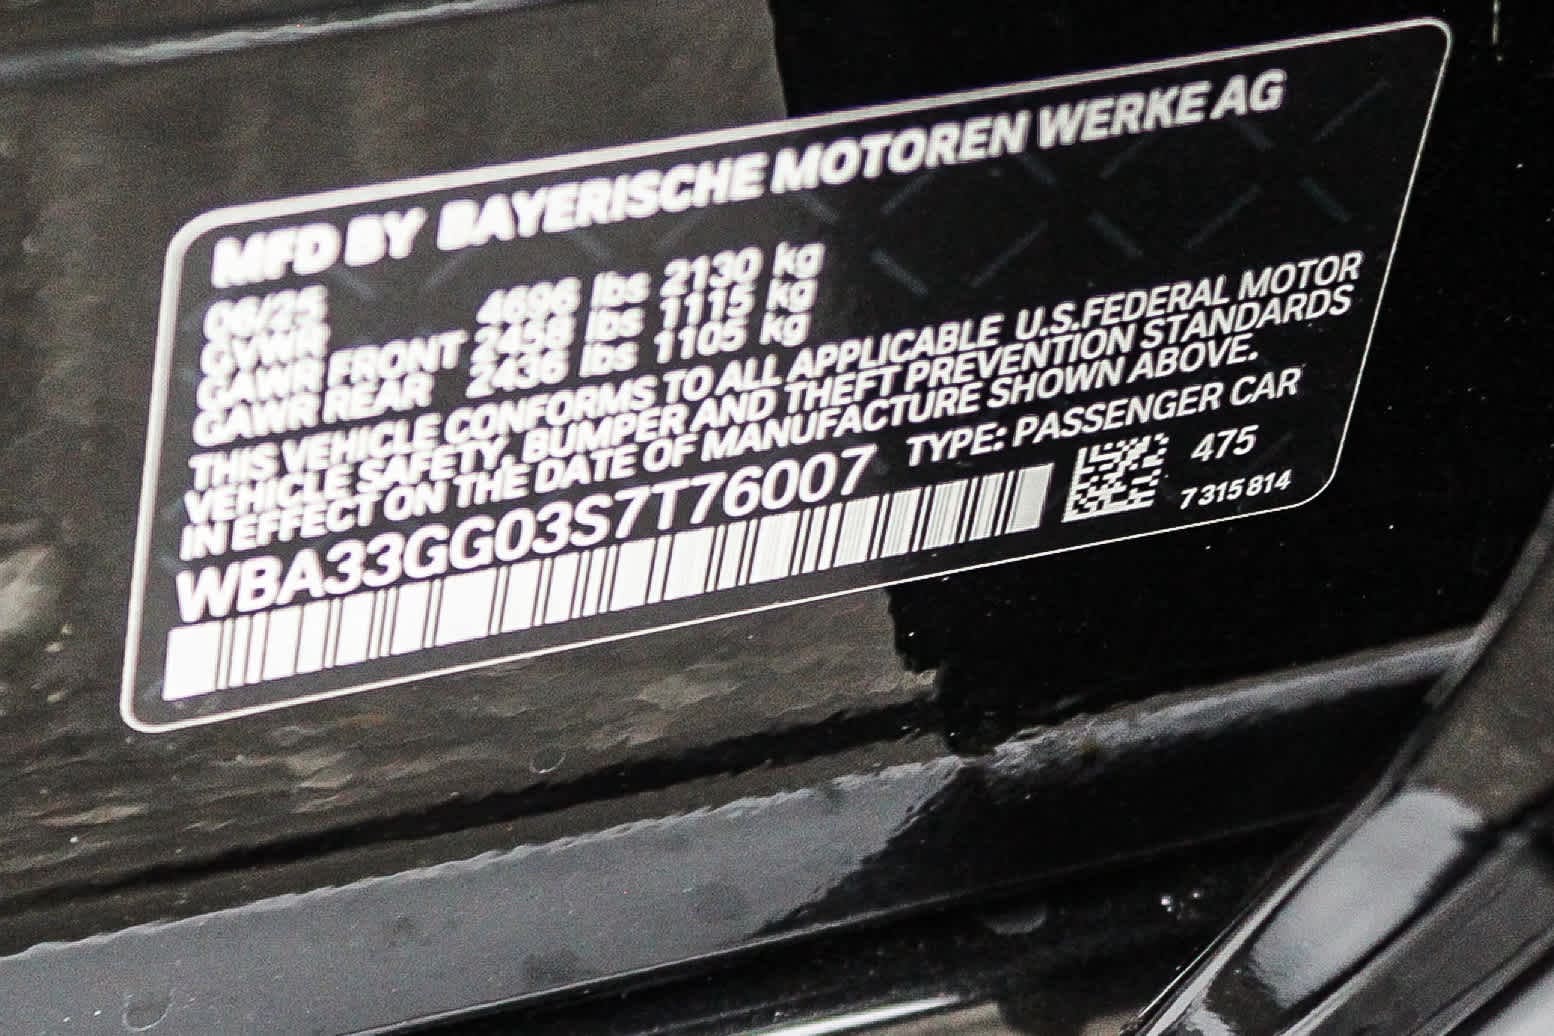 MFD BY BAYERISCHE MOTOREN WERKE AG
06/25
GVWR 4696 lbs 2130 kg
GAWR FRONT 2458 lbs 1115 kg
GAWR REAR 2436 lbs 1105 kg
THIS VEHICLE CONFORMS TO ALL APPLICABLE U.S.FEDERAL MOTOR
VEHICLE SAFETY, BUMPER AND THEFT PREVENTION STANDARDS
IN EFFECT ON THE DATE OF MANUFACTURE SHOWN ABOVE.
WBA33GG03S7T76007 TYPE: PASSENGER CAR
475
7 315 814